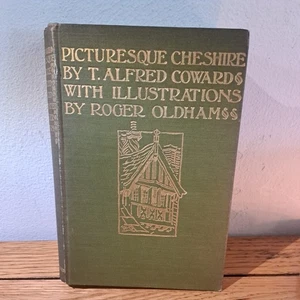 PICTURESQUE CHESHIRE
BY T. ALFRED COWARD
WITH ILLUSTRATIONS
BY ROGER OLDHAM